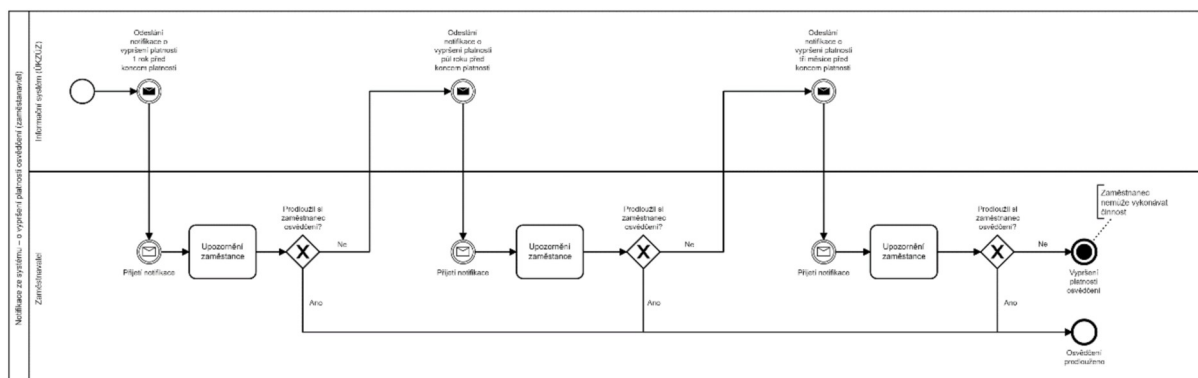 Notifikace ze systému – o vypršení platnosti osvědčení (zaměstnavatel)
Informační systém (ÚKZÚZ)
Odeslání
notifikace o
vypršení platnosti
1 rok před
koncem platnosti
Odeslání
notifikace o
vypršení platnosti
půl roku před
koncem platnosti
Odeslání
notifikace o
vypršení platnosti
tři měsíce před
koncem platnosti
Zaměstnavatel
Přijetí notifikace
Upozornění
zaměstance
Prodloužil si
zaměstnanec
osvědčení?
Ne
Ano
Přijetí notifikace
Upozornění
zaměstance
Prodloužil si
zaměstnanec
osvědčení?
Ne
Ano
Přijetí notifikace
Upozornění
zaměstance
Prodloužil si
zaměstnanec
osvědčení?
Ne
Ano
Zaměstnanec
nemůže vykonávat
činnost
Vypršení
platnosti
osvědčení
Osvědčení
prodlouženo